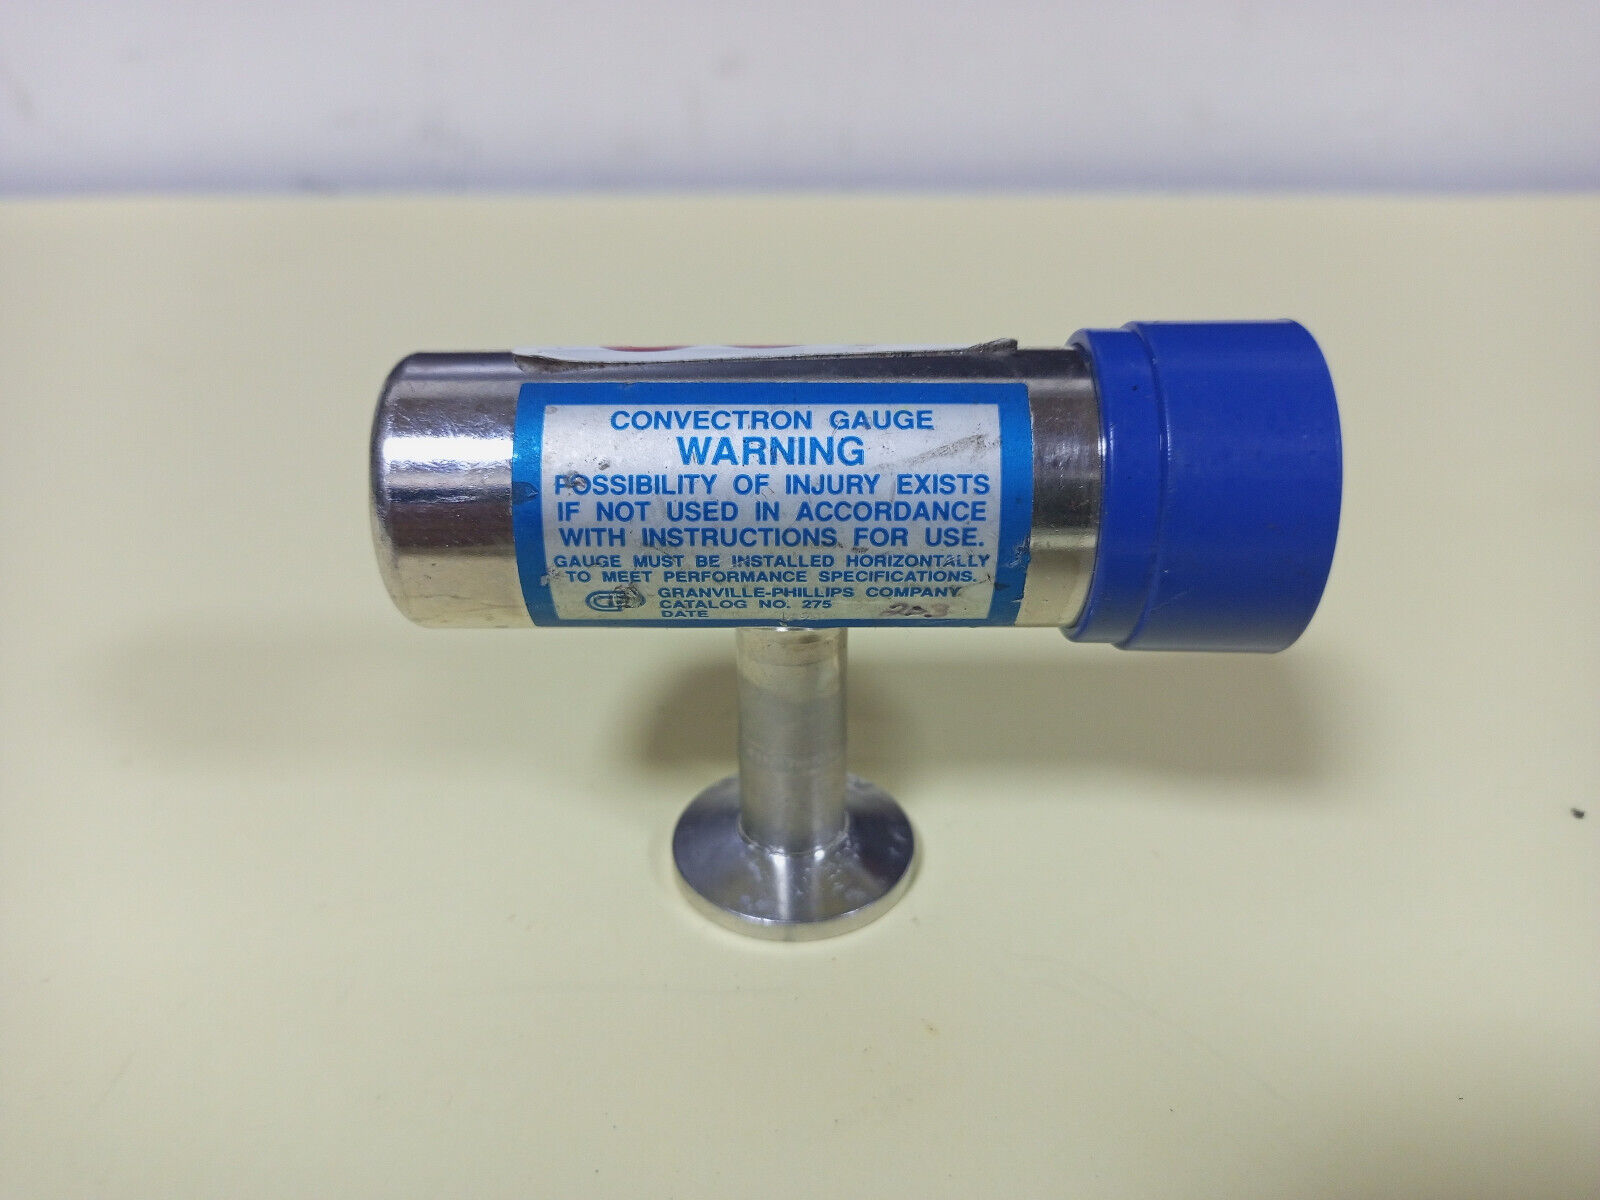 CONVECTRON GAUGE
WARNING
POSSIBILITY OF INJURY EXISTS
IF NOT USED IN ACCORDANCE
WITH INSTRUCTIONS FOR USE.
GAUGE MUST BE INSTALLED HORIZONTALLY
TO MEET PERFORMANCE SPECIFICATIONS.
GRANVILLE-PHILLIPS COMPANY
CATALOG NO. 275
DATE